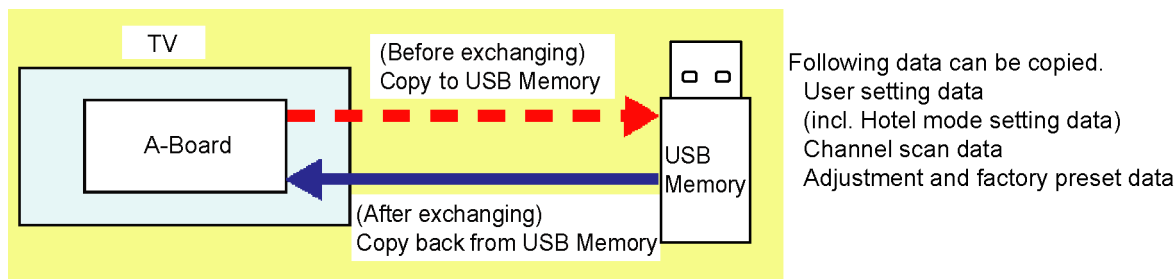 TV
(Before exchanging)
Copy to USB Memory
A-Board
USB
Memory
(After exchanging)
Copy back from USB Memory
Following data can be copied.
User setting data
(incl. Hotel mode setting data)
Channel scan data
Adjustment and factory preset data